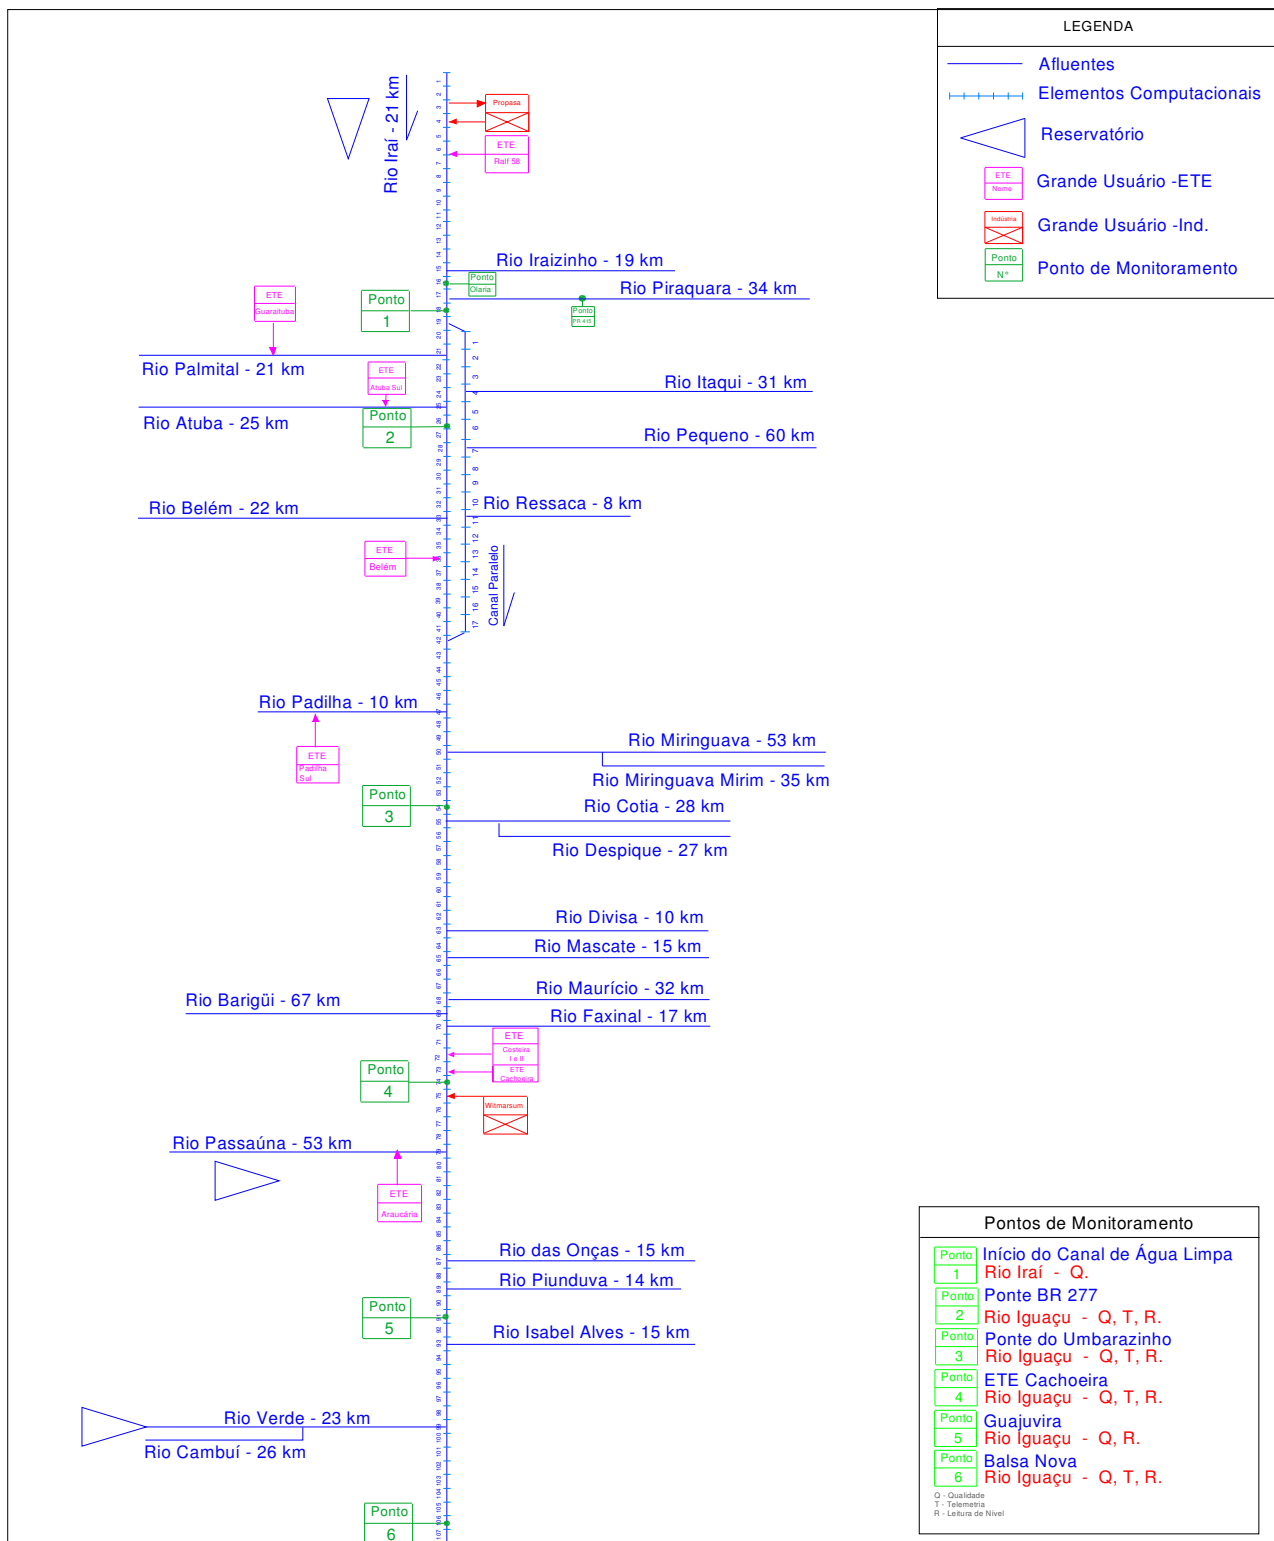 LEGENDA
Afluentes
Elementos Computacionais
Reservatório
ETE
Nome
Grande Usuário -ETE
Indústria
Grande Usuário -Ind.
Ponto
N°
Ponto de Monitoramento
Rio Iraí - 21 km
Propasa
ETE
Ralf 58
Rio Iraizinho - 19 km
Ponto
Olaria
Rio Piraquara - 34 km
Ponto
PR 415
ETE
Guaraituba
Ponto
1
Rio Palmital - 21 km
ETE
Atuba Sul
Rio Itaqui - 31 km
Rio Atuba - 25 km
Ponto
2
Rio Pequeno - 60 km
Rio Belém - 22 km
Rio Ressaca - 8 km
ETE
Belém
Canal Paralelo
Rio Padilha - 10 km
ETE
Padilha
Sul
Rio Miringuava - 53 km
Rio Miringuava Mirim - 35 km
Ponto
3
Rio Cotia - 28 km
Rio Despique - 27 km
Rio Divisa - 10 km
Rio Mascate - 15 km
Rio Maurício - 32 km
Rio Barigüi - 67 km
Rio Faxinal - 17 km
ETE
Costeira
I e II
ETE
Cachoeira
Ponto
4
Witmarsum
Rio Passaúna - 53 km
ETE
Araucária
Rio das Onças - 15 km
Rio Piunduva - 14 km
Ponto
5
Rio Isabel Alves - 15 km
Rio Verde - 23 km
Rio Cambuí - 26 km
Ponto
6
Pontos de Monitoramento
Ponto
1
Início do Canal de Água Limpa
Rio Iraí - Q.
Ponto
2
Ponte BR 277
Rio Iguaçu - Q, T, R.
Ponto
3
Ponte do Umbarazinho
Rio Iguaçu - Q, T, R.
Ponto
4
ETE Cachoeira
Rio Iguaçu - Q, T, R.
Ponto
5
Guajuvira
Rio Iguaçu - Q, R.
Ponto
6
Balsa Nova
Rio Iguaçu - Q, T, R.
Q - Qualidade
T - Telemetria
R - Leitura de Nível